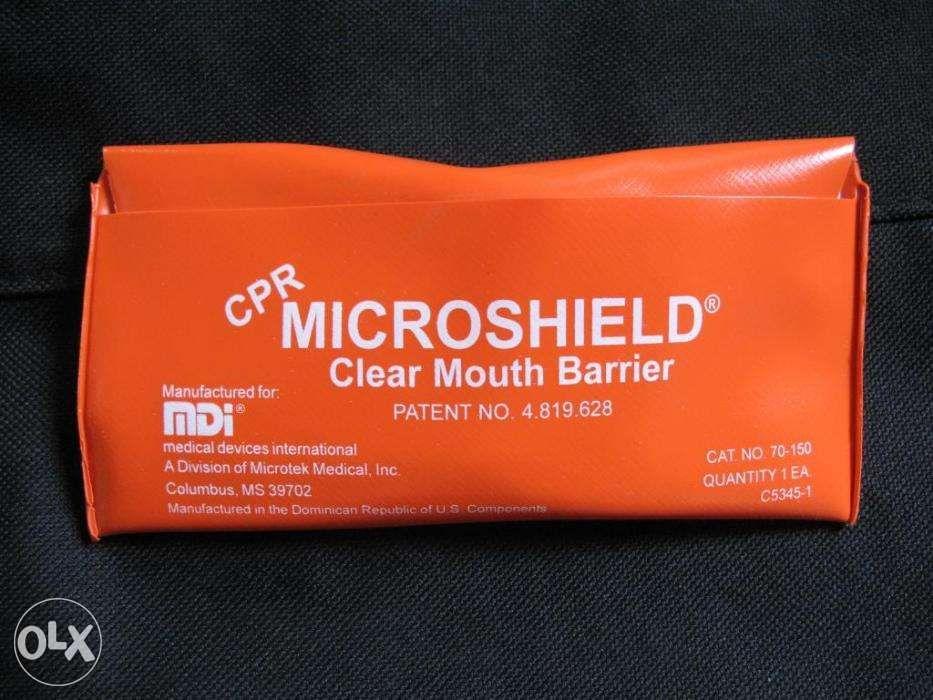 CPR
MICROSHIELD®
Clear Mouth Barrier
PATENT NO. 4.819.628
Manufactured for:
MDi®
medical devices international
A Division of Microtek Medical, Inc.
Columbus, MS 39702
Manufactured in the Dominican Republic of U.S. Components
CAT. NO. 70-150
QUANTITY 1 EA.
C5345-1
OLX